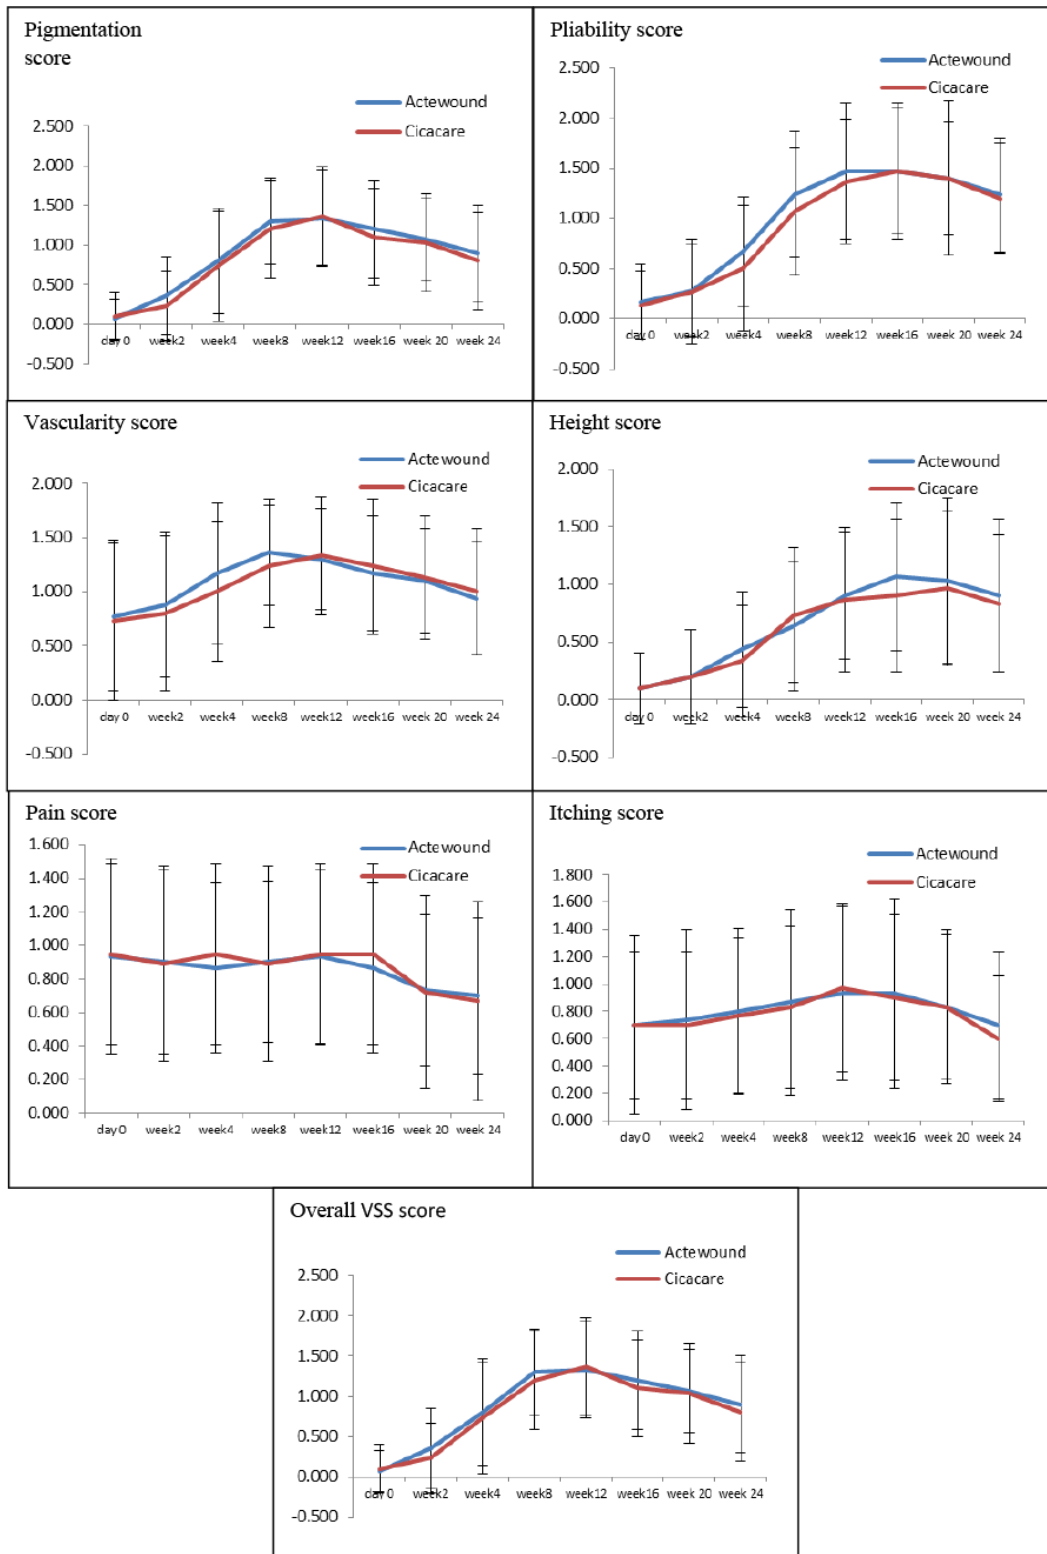 Pigmentation
score
Actewound
Cicacare
2.500
2.000
1.500
1.000
0.500
0.000
-0.500
day 0 week2 week4 week8 week12 week16 week 20 week 24
Pliability score
Actewound
Cicacare
2.500
2.000
1.500
1.000
0.500
0.000
-0.500
day 0 week2 week4 week8 week12 week16 week 20 week 24
Vascularity score
Actewound
Cicacare
2.000
1.500
1.000
0.500
0.000
-0.500
day 0 week2 week4 week8 week12 week16 week 20 week 24
Height score
Actewound
Cicacare
2.000
1.500
1.000
0.500
0.000
-0.500
day 0 week2 week4 week8 week12 week16 week 20 week 24
Pain score
Actewound
Cicacare
1.600
1.400
1.200
1.000
0.800
0.600
0.400
0.200
0.000
day 0 week2 week4 week8 week12 week16 week 20 week 24
Itching score
Actewound
Cicacare
1.800
1.600
1.400
1.200
1.000
0.800
0.600
0.400
0.200
0.000
day 0 week2 week4 week8 week12 week16 week 20 week 24
Overall VSS score
Actewound
Cicacare
2.500
2.000
1.500
1.000
0.500
0.000
-0.500
day 0 week2 week4 week8 week12 week16 week 20 week 24